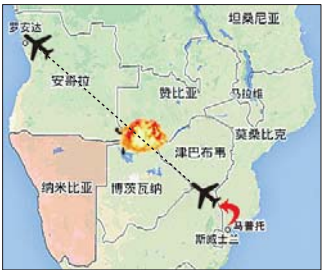 罗安达
坦桑尼亚
安哥拉
赞比亚
马拉维
莫桑比克
津巴布韦
纳米比亚
博茨瓦纳
马普托
斯威士兰